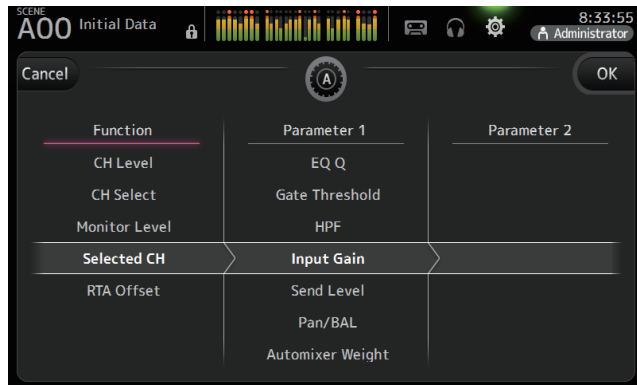 SCENE
A00 Initial Data
8:33:55
Administrator
Cancel
A
OK
Function
Parameter 1
Parameter 2
CH Level
EQ Q
CH Select
Gate Threshold
Monitor Level
HPF
Selected CH
Input Gain
RTA Offset
Send Level
Pan/BAL
Automixer Weight